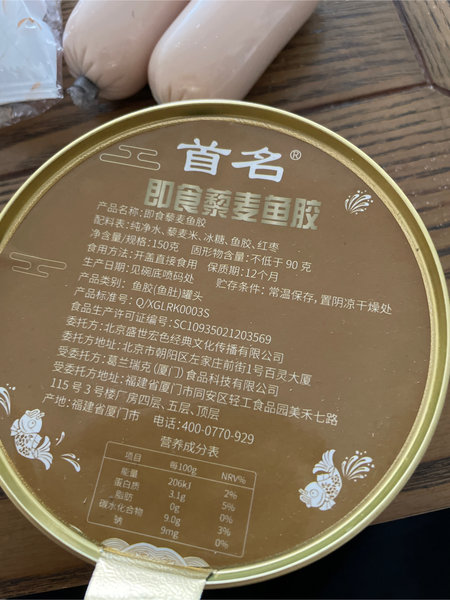 首名®
即食藜麦鱼胶
产品名称:即食藜麦鱼胶
配料表:纯净水、藜麦米、冰糖、鱼胶、红枣
净含量/规格:150克 固形物含量:不低于 90 克
食用方法:开盖直接食用 保质期:12个月
生产日期:见碗底喷码处 贮存条件:常温保存,置阴凉干燥处
产品类别:鱼胶(鱼肚)罐头
产品标准号:Q/XGLRK0003S
食品生产许可证编号:SC10935021203569
委托方:北京盛世宏色经典文化传播有限公司
委托方地址:北京市朝阳区左家庄前街1号百灵大厦
受委托方:葛兰瑞克(厦门)食品科技有限公司
受委托方地址:福建省厦门市同安区轻工食品园美禾七路
115号3号楼厂房四层、五层、顶层
产地:福建省厦门市 电话:400-0770-929
营养成分表
项目 每100g NRV%
能量 206kJ 2%
蛋白质 3.1g 5%
脂肪 0g 0%
碳水化合物 9.0g 3%
钠 9mg 0%